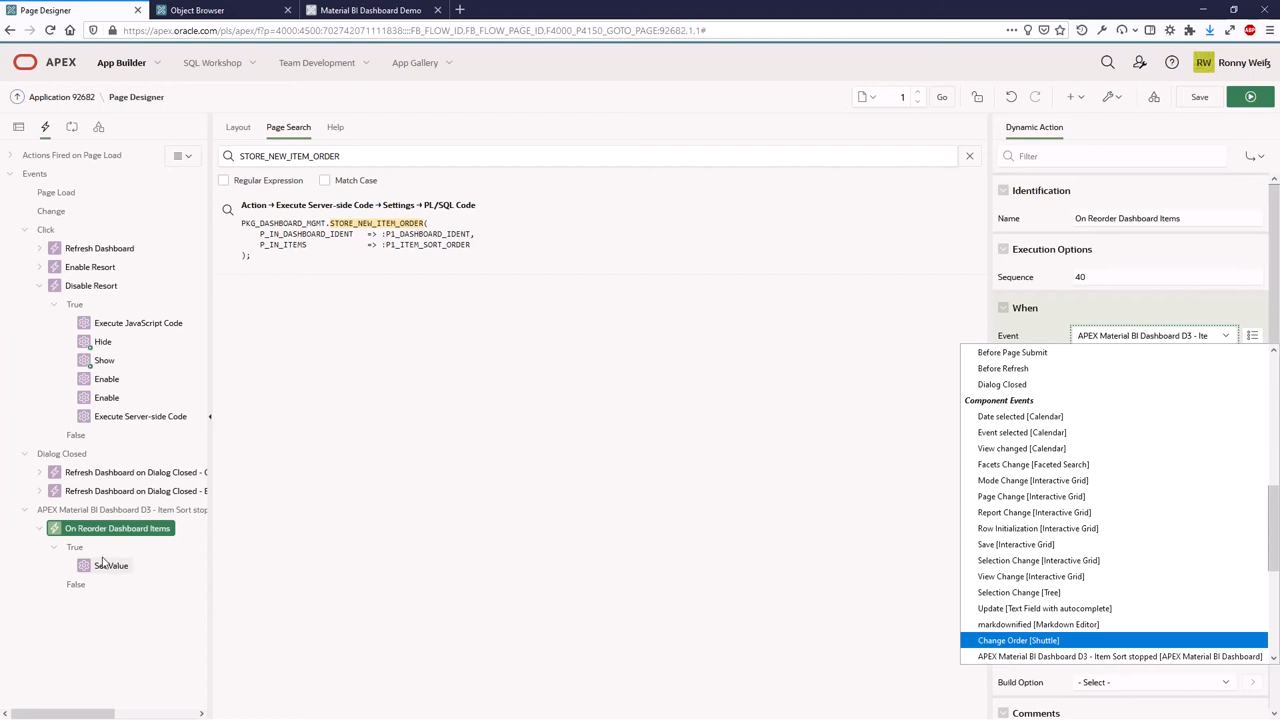 Page Designer
Object Browser
Material BI Dashboard Demo
https://apex.oracle.com/pls/apex/f?p=4000:4500:702742071111838:::FB_FLOW_ID,FB_FLOW_PAGE_ID,F4000_P4150_GOTO_PAGE:92682,1,1#
ABP
APEX
App Builder
SQL Workshop
Team Development
App Gallery
RW
Ronny Weiß
Application 92682
Page Designer
1
Go
Save
Layout
Page Search
Help
Dynamic Action
Actions Fired on Page Load
STORE_NEW_ITEM_ORDER
Filter
Events
Regular Expression
Match Case
Identification
Page Load
Action → Execute Server-side Code → Settings → PL/SQL Code
Change
PKG_DASHBOARD_MGMT.STORE_NEW_ITEM_ORDER(
P_IN_DASHBOARD_IDENT => :P1_DASHBOARD_IDENT,
P_IN_ITEMS => :P1_ITEM_SORT_ORDER
);
Name
On Reorder Dashboard Items
Click
Refresh Dashboard
Execution Options
Enable Resort
Sequence
40
Disable Resort
True
When
Execute JavaScript Code
Event
APEX Material BI Dashboard D3 - Ite
Hide
Before Page Submit
Show
Before Refresh
Enable
Dialog Closed
Enable
Component Events
Execute Server-side Code
Date selected [Calendar]
False
Event selected [Calendar]
Dialog Closed
View changed [Calendar]
Refresh Dashboard on Dialog Closed - C
Facets Change [Faceted Search]
Refresh Dashboard on Dialog Closed - E
Mode Change [Interactive Grid]
Page Change [Interactive Grid]
APEX Material BI Dashboard D3 - Item Sort stop
Report Change [Interactive Grid]
On Reorder Dashboard Items
Row Initialization [Interactive Grid]
True
Save [Interactive Grid]
Set Value
Selection Change [Interactive Grid]
False
View Change [Interactive Grid]
Selection Change [Tree]
Update [Text Field with autocomplete]
markdownified [Markdown Editor]
Change Order [Shuttle]
APEX Material BI Dashboard D3 - Item Sort stopped [APEX Material BI Dashboard]
Build Option
- Select -
Comments